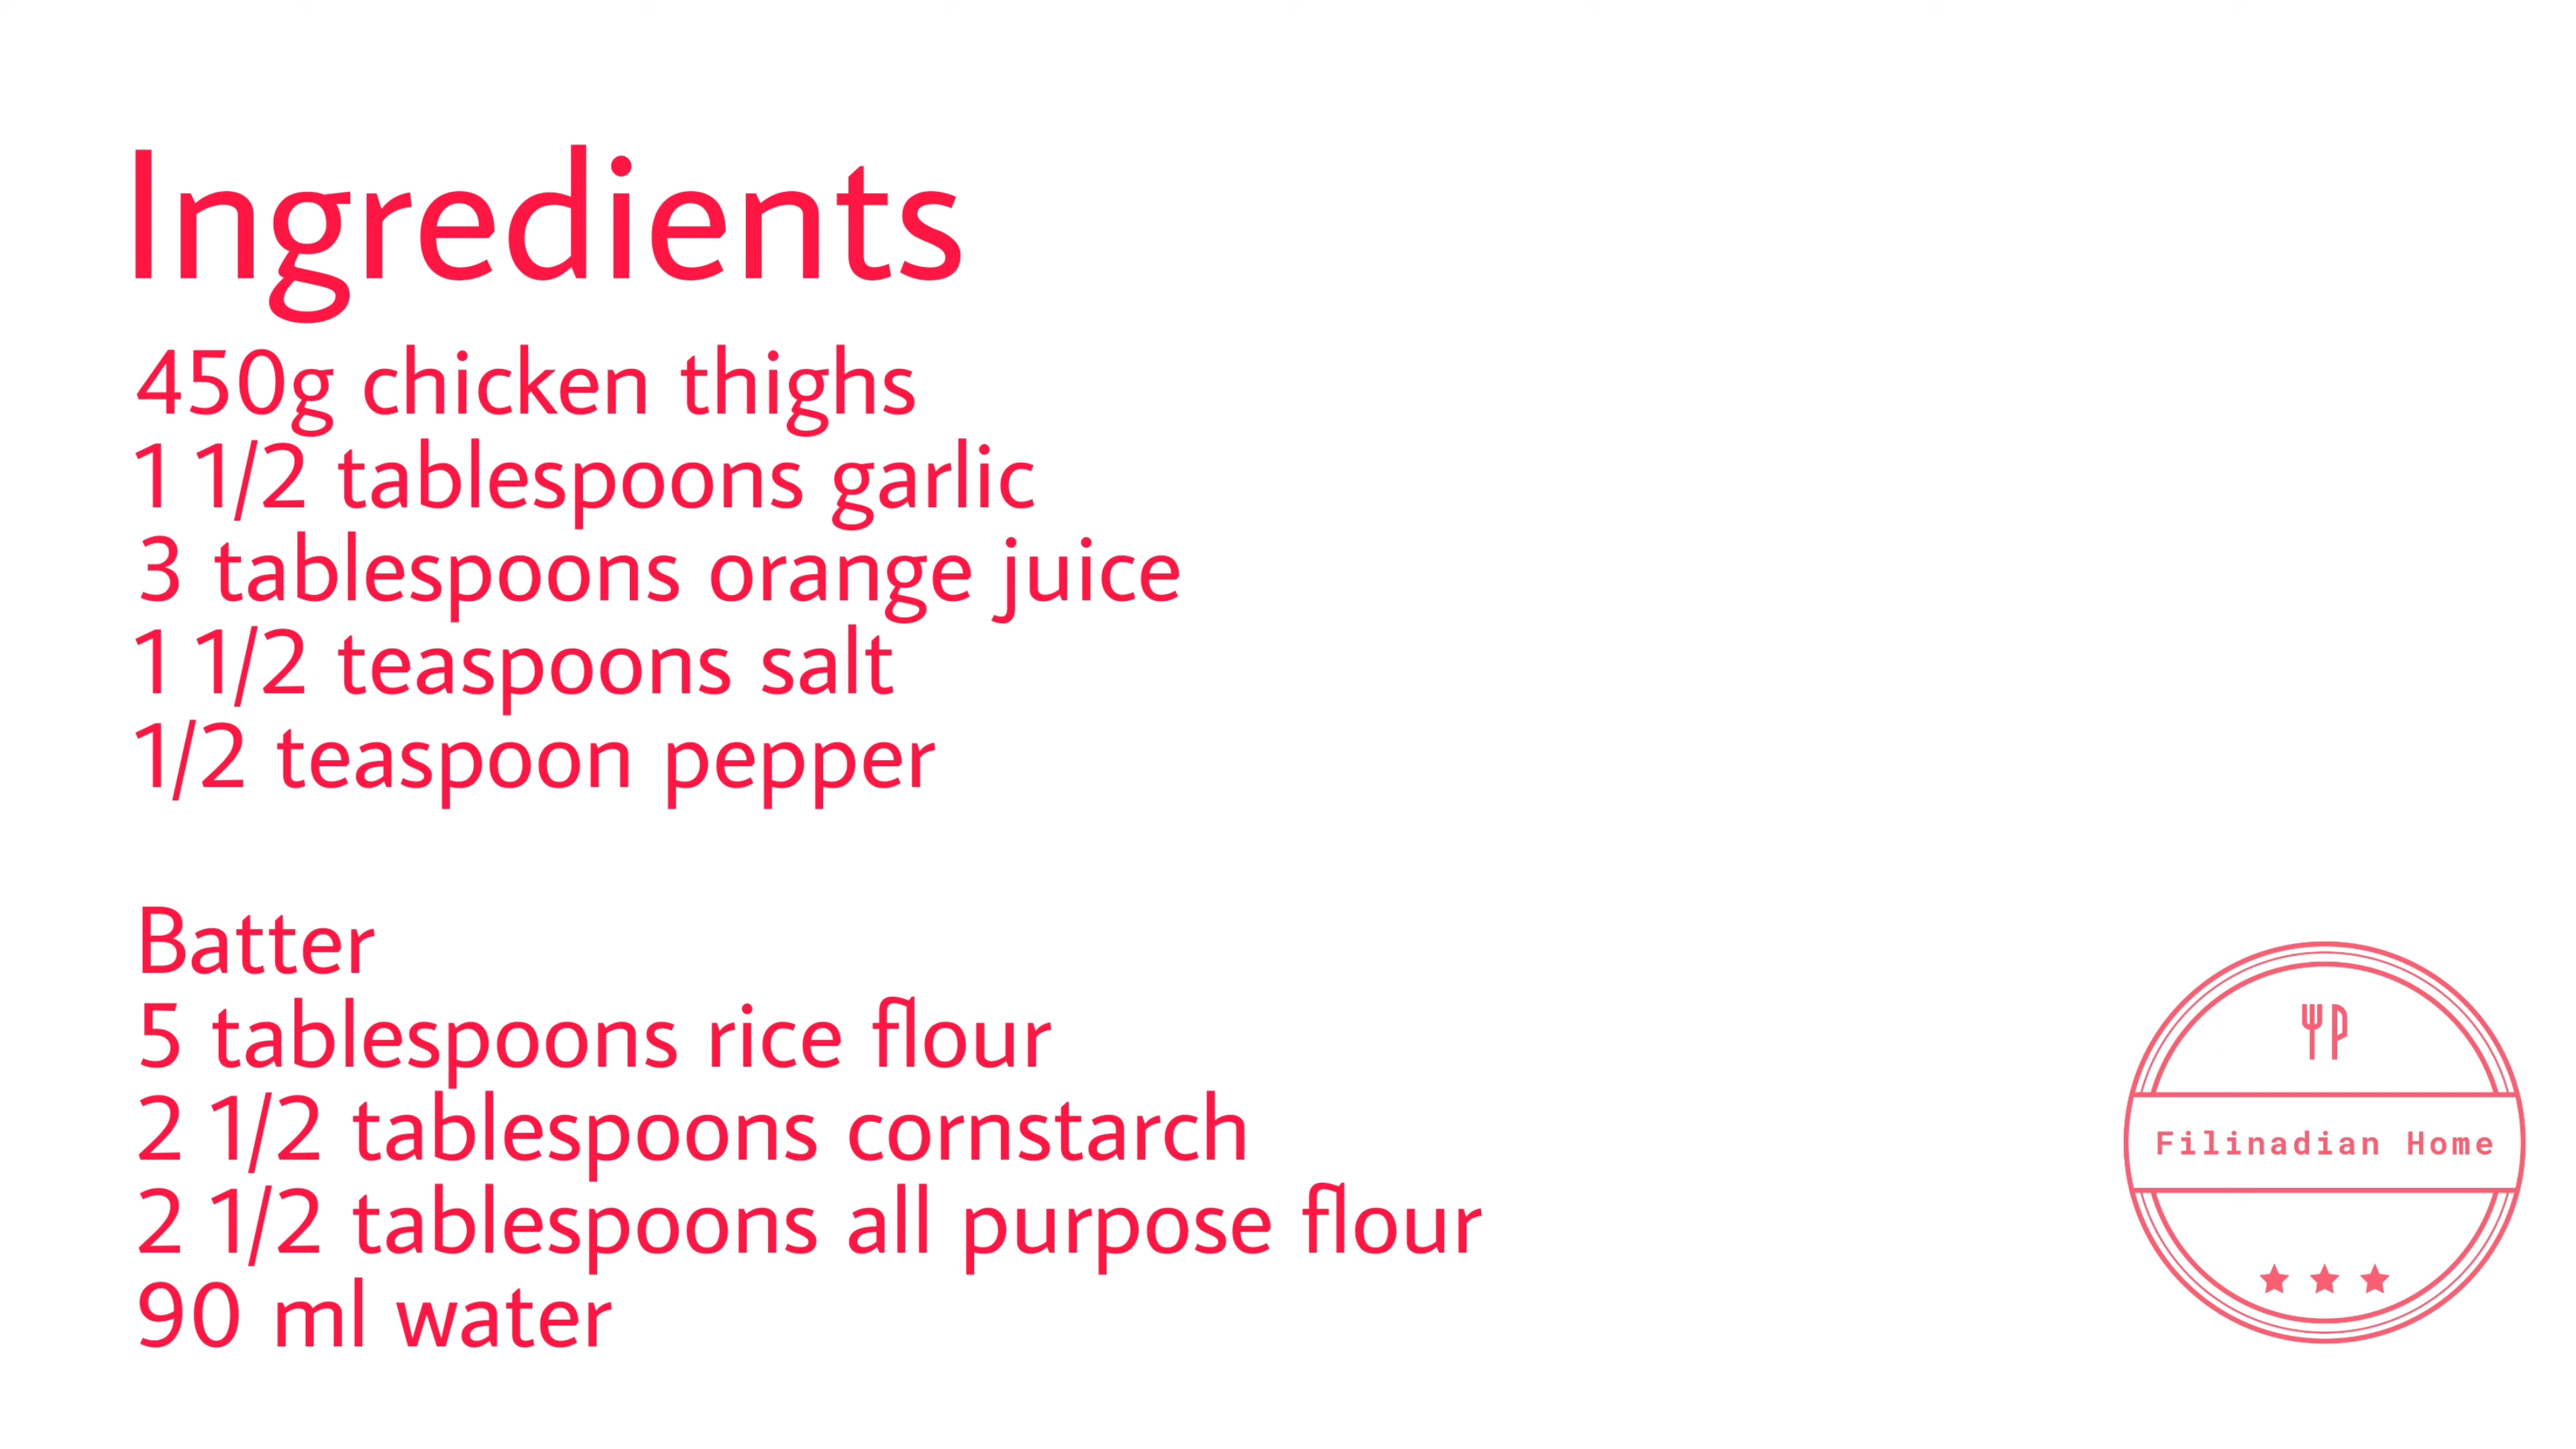 Ingredients
450g chicken thighs
1 1/2 tablespoons garlic
3 tablespoons orange juice
1 1/2 teaspoons salt
1/2 teaspoon pepper
Batter
5 tablespoons rice flour
2 1/2 tablespoons cornstarch
2 1/2 tablespoons all purpose flour
90 ml water
Filinadian Home